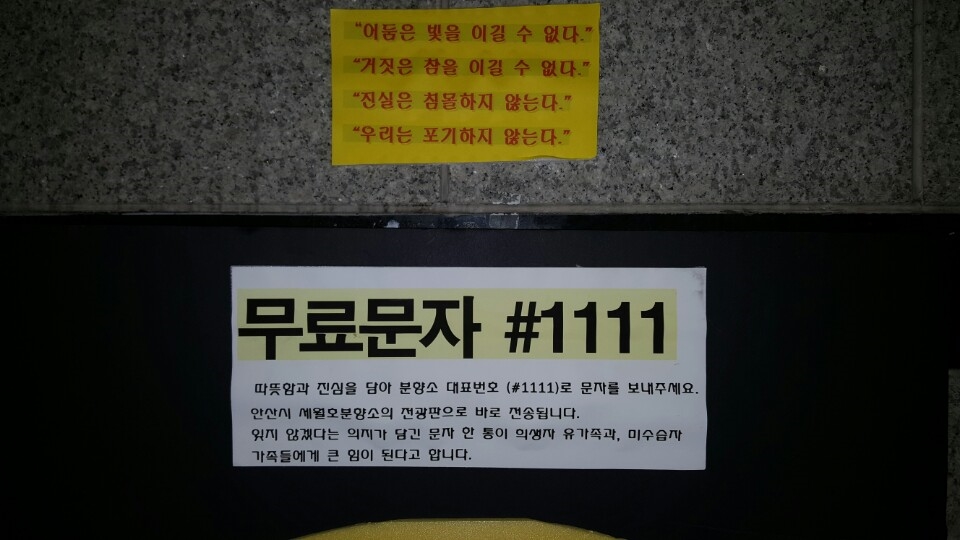 "어둠은 빛을 이길 수 없다."
"거짓은 참을 이길 수 없다."
"진실은 침몰하지 않는다."
"우리는 포기하지 않는다."
무료문자 #1111
따뜻함과 진심을 담아 분향소 대표번호 (#1111)로 문자를 보내주세요.
안산시 세월호분향소의 전광판으로 바로 전송됩니다.
잊지 않겠다는 의지가 담긴 문자 한 통이 희생자 유가족과, 미수습자
가족들에게 큰 힘이 된다고 합니다.